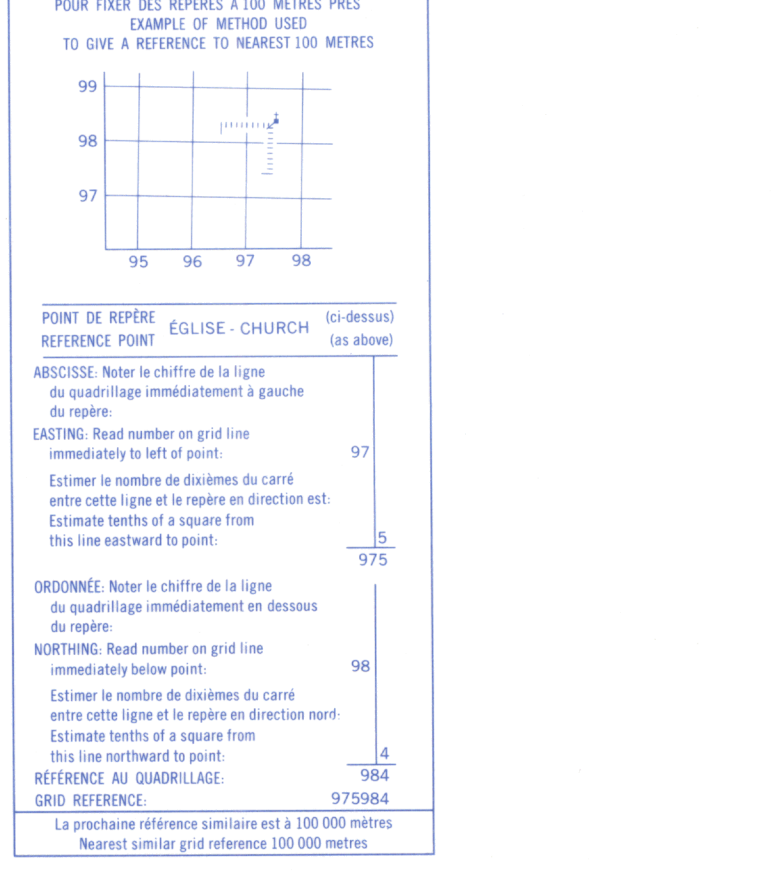 POUR FIXER DES REPÈRES À 100 MÈTRES PRÈS
EXAMPLE OF METHOD USED
TO GIVE A REFERENCE TO NEAREST 100 METRES
99
98
97
95 96 97 98
POINT DE REPÈRE
REFERENCE POINT
ÉGLISE - CHURCH
(ci-dessus)
(as above)
ABSCISSE: Noter le chiffre de la ligne
du quadrillage immédiatement à gauche
du repère:
EASTING: Read number on grid line
immediately to left of point: 97
Estimer le nombre de dixièmes du carré
entre cette ligne et le repère en direction est:
Estimate tenths of a square from
this line eastward to point: 5
975
ORDONNÉE: Noter le chiffre de la ligne
du quadrillage immédiatement en dessous
du repère:
NORTHING: Read number on grid line
immediately below point: 98
Estimer le nombre de dixièmes du carré
entre cette ligne et le repère en direction nord:
Estimate tenths of a square from
this line northward to point: 4
RÉFÉRENCE AU QUADRILLAGE: 984
GRID REFERENCE: 975984
La prochaine référence similaire est à 100 000 mètres
Nearest similar grid reference 100 000 metres